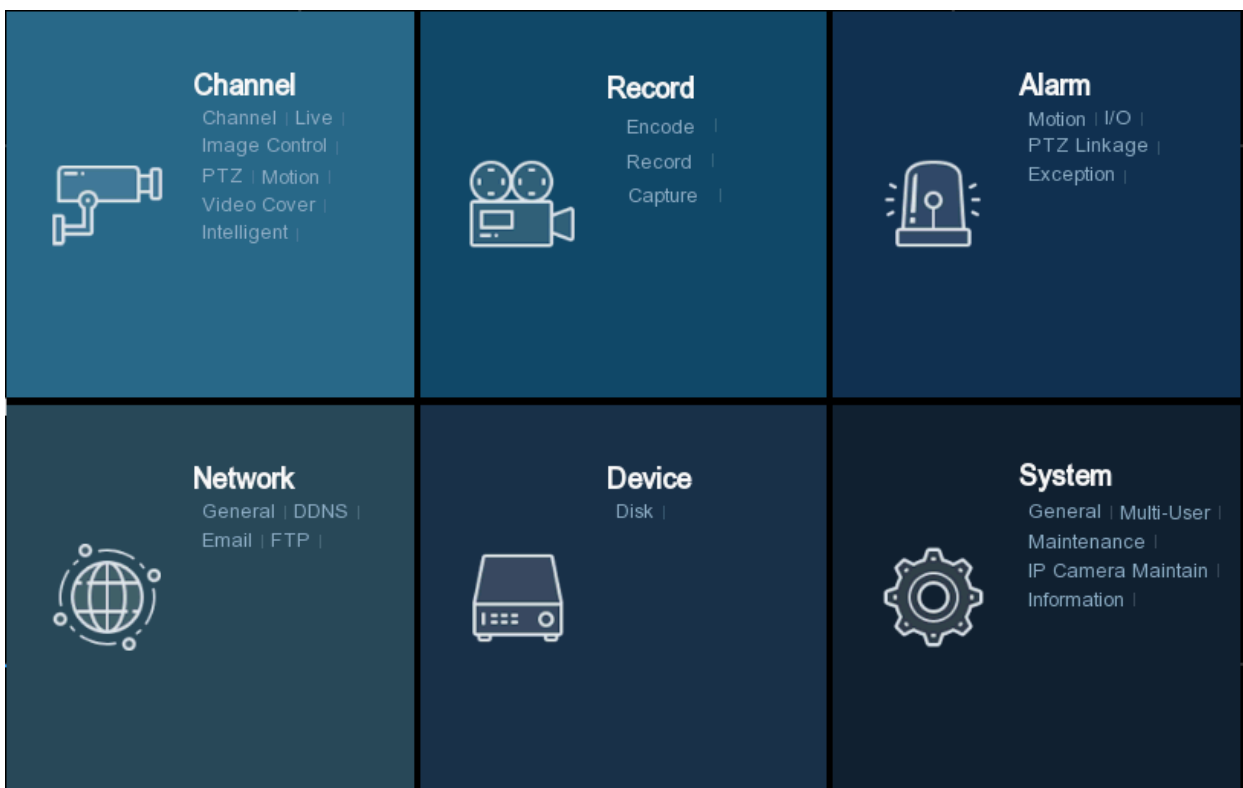 Channel
Channel | Live |
Image Control |
PTZ | Motion |
Video Cover |
Intelligent |
Record
Encode |
Record |
Capture |
Alarm
Motion | I/O |
PTZ Linkage |
Exception |
Network
General | DDNS |
Email | FTP |
Device
Disk |
System
General | Multi-User |
Maintenance |
IP Camera Maintain |
Information |